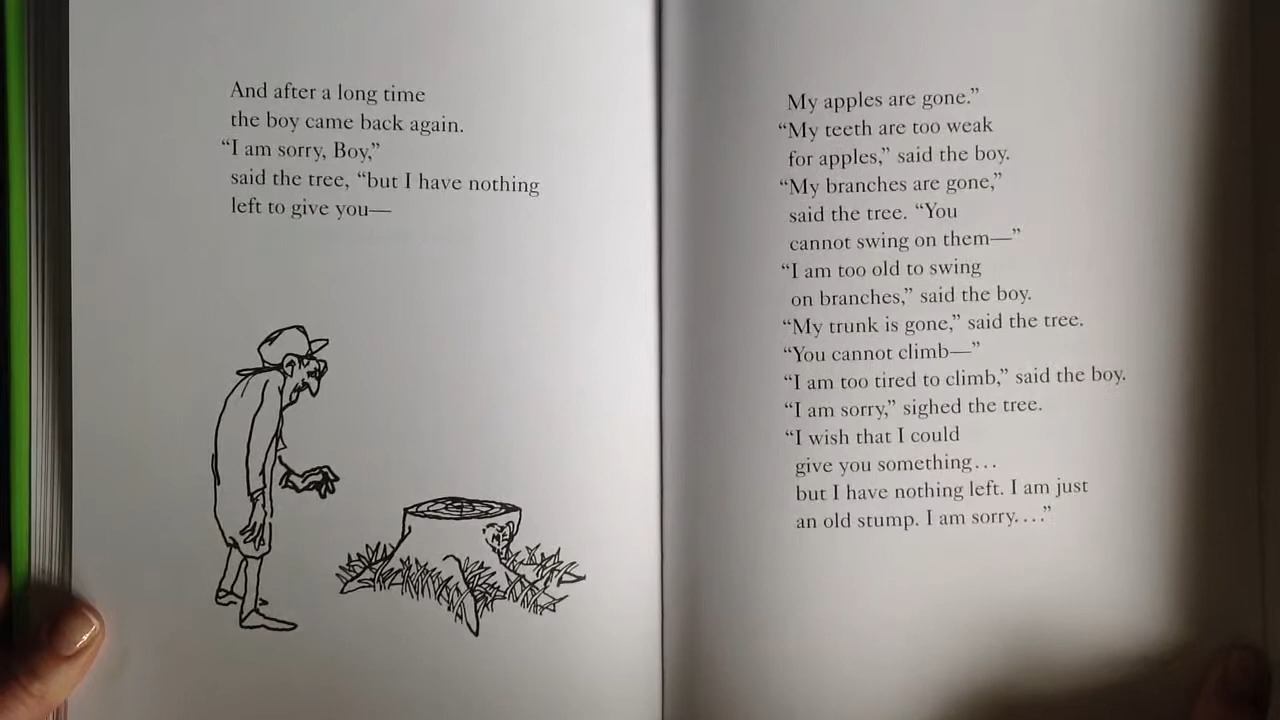 And after a long time
the boy came back again.
“I am sorry, Boy,”
said the tree, “but I have nothing
left to give you—
My apples are gone.”
“My teeth are too weak
for apples,” said the boy.
“My branches are gone,”
said the tree. “You
cannot swing on them—”
“I am too old to swing
on branches,” said the boy.
“My trunk is gone,” said the tree.
“You cannot climb—”
“I am too tired to climb,” said the boy.
“I am sorry,” sighed the tree.
“I wish that I could
give you something...
but I have nothing left. I am just
an old stump. I am sorry....”